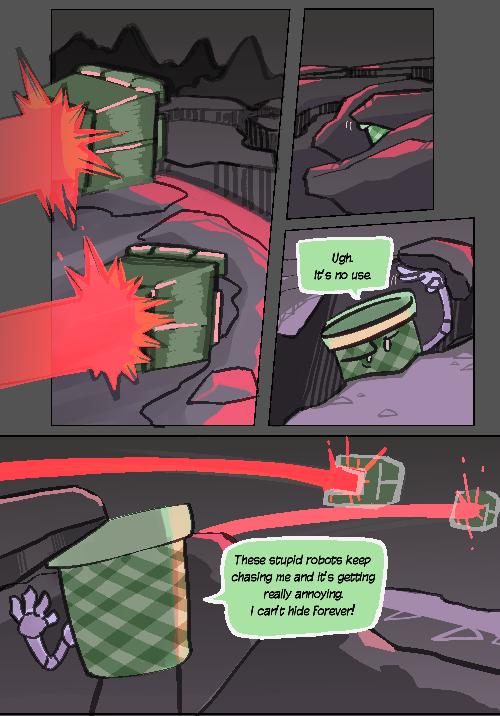 Ugh.
It's no use.
These stupid robots keep
chasing me and it's getting
really annoying.
I can't hide forever!